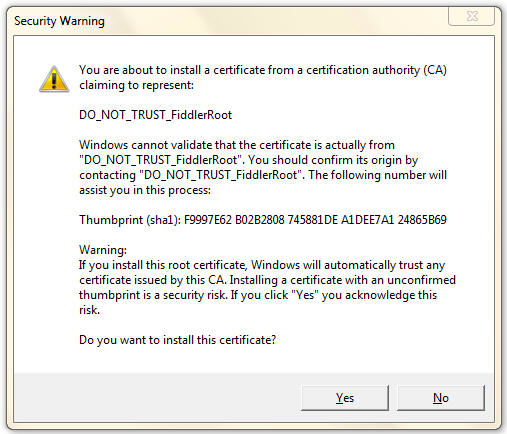 Security Warning
You are about to install a certificate from a certification authority (CA)
claiming to represent:
DO_NOT_TRUST_FiddlerRoot
Windows cannot validate that the certificate is actually from
"DO_NOT_TRUST_FiddlerRoot". You should confirm its origin by
contacting "DO_NOT_TRUST_FiddlerRoot". The following number will
assist you in this process:
Thumbprint (sha1): F9997E62 B02B2808 745881DE A1DEE7A1 24865B69
Warning:
If you install this root certificate, Windows will automatically trust any
certificate issued by this CA. Installing a certificate with an unconfirmed
thumbprint is a security risk. If you click "Yes" you acknowledge this
risk.
Do you want to install this certificate?
Yes No